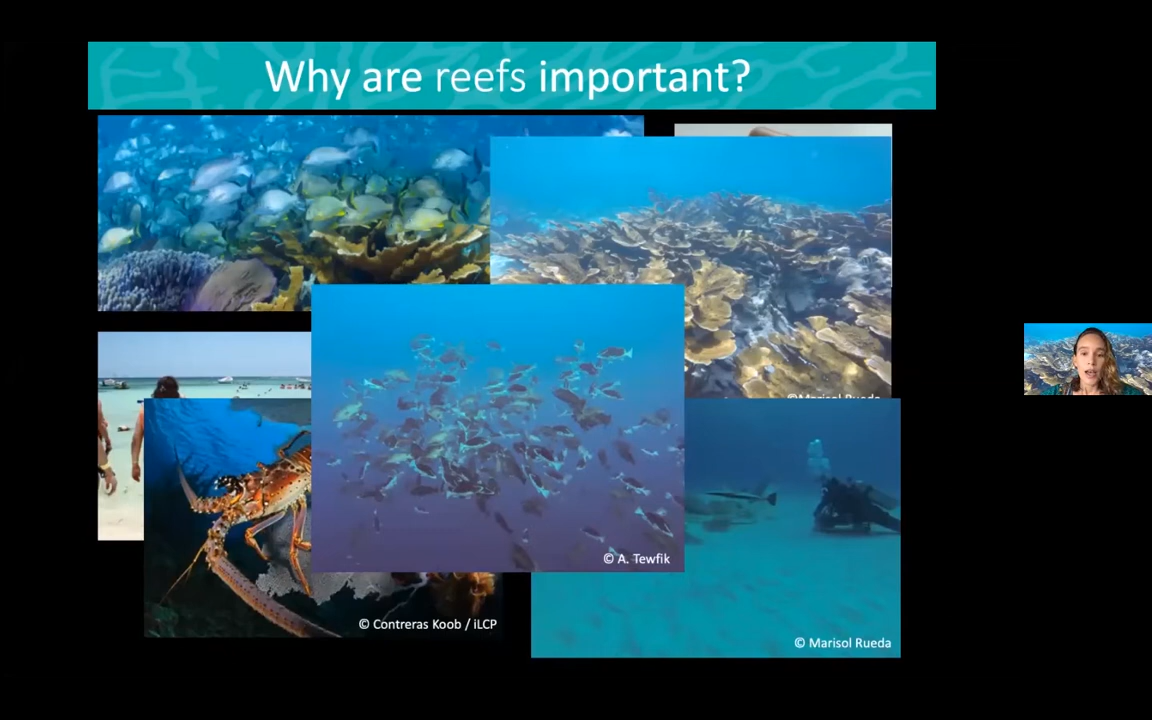 Why are reefs important?
©Marisol Rueda
© A. Tewfik
© Contreras Koob / iLCP
© Marisol Rueda